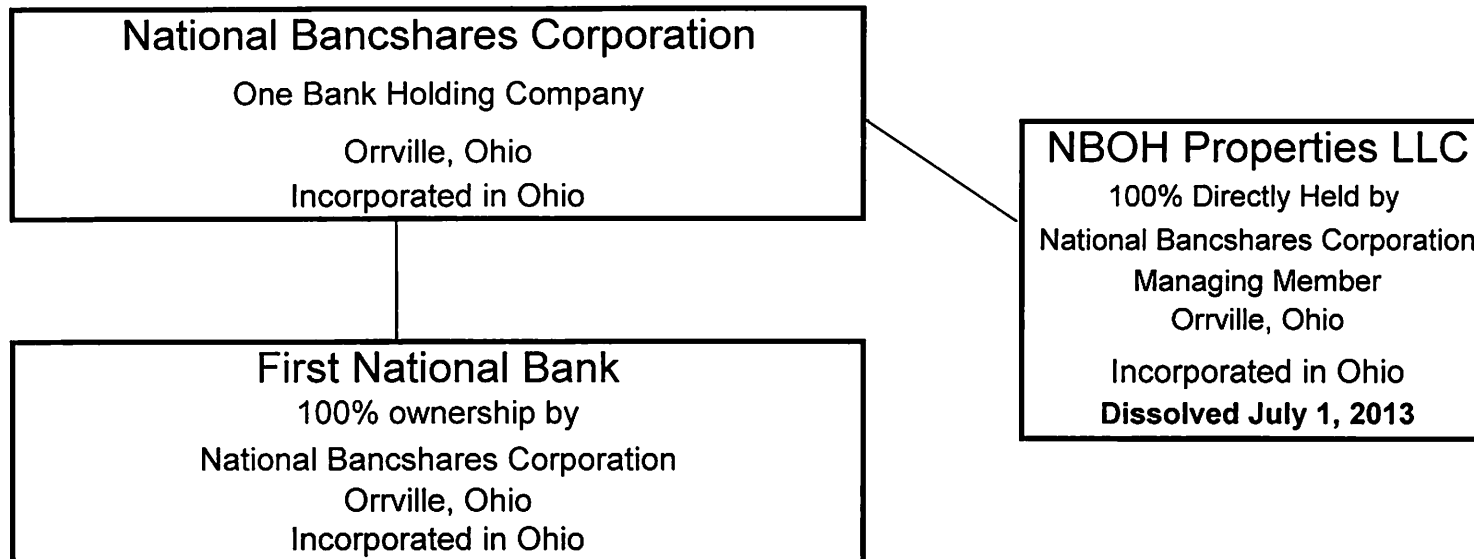 National Bancshares Corporation
One Bank Holding Company
Orrville, Ohio
Incorporated in Ohio
NBOH Properties LLC
100% Directly Held by
National Bancshares Corporation
Managing Member
Orrville, Ohio
Incorporated in Ohio
Dissolved July 1, 2013
First National Bank
100% ownership by
National Bancshares Corporation
Orrville, Ohio
Incorporated in Ohio